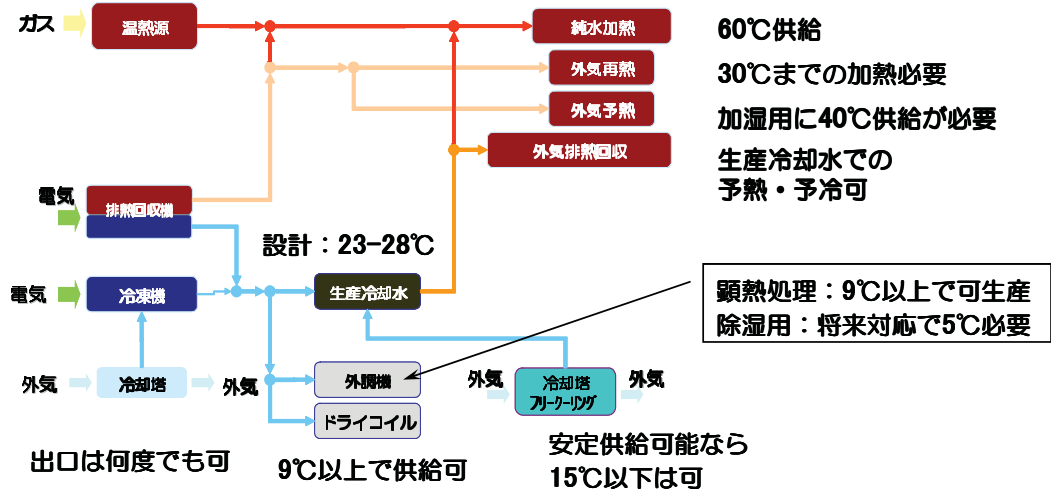 ガス
温熱源
純水加熱
60℃供給
外気再熱
30℃までの加熱必要
外気予熱
加湿用に40℃供給が必要
外気排熱回収
生産冷却水での
予熱・予冷可
電気
排熱回収機
設計：23-28℃
電気
冷凍機
生産冷却水
顕熱処理：9℃以上で可生産
除湿用：将来対応で5℃必要
外気
冷却塔
外気
外調機
ドライコイル
外気
冷却塔
フリークーリング
外気
出口は何度でも可
9℃以上で供給可
安定供給可能なら
15℃以下は可